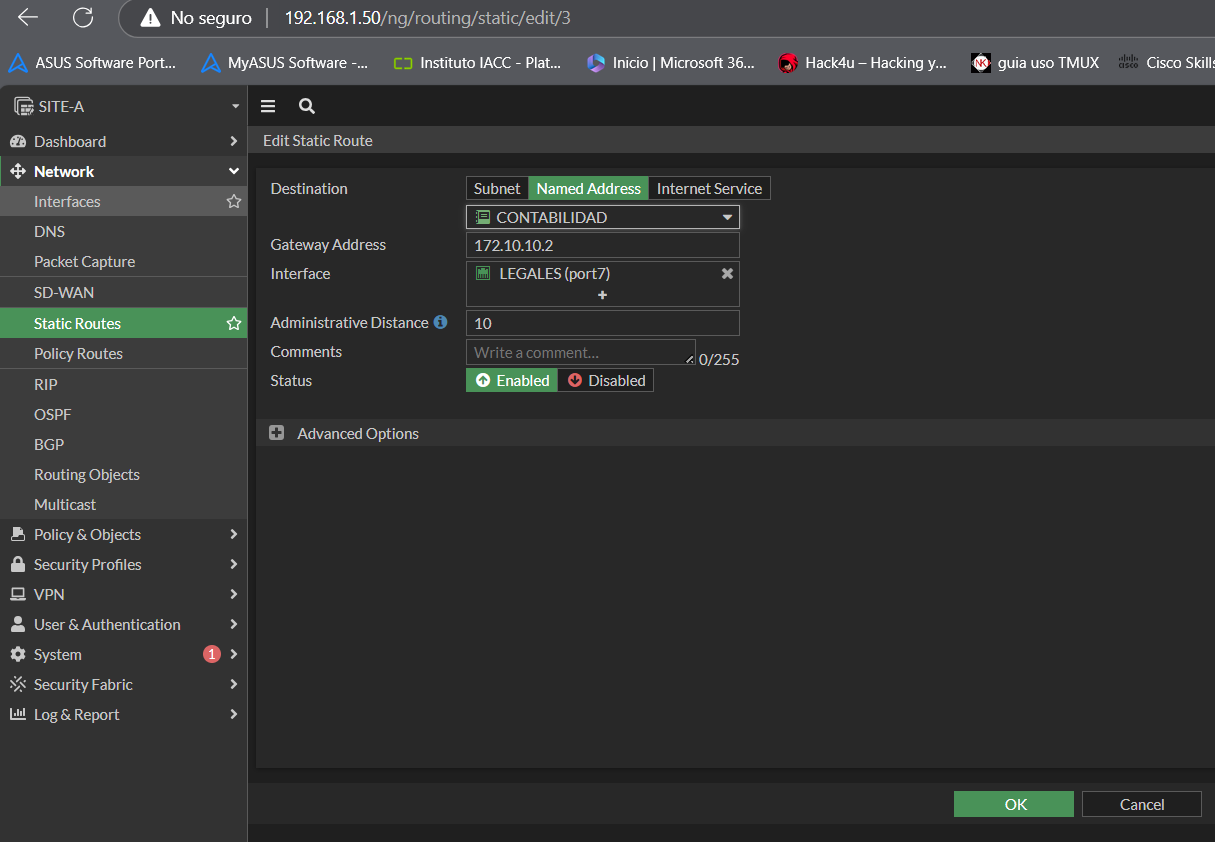 No seguro 192.168.1.50/ng/routing/static/edit/3
ASUS Software Port... MyASUS Software -... Instituto IACC - Plat... Inicio | Microsoft 36... Hack4u – Hacking y... NK guia uso TMUX cisco Cisco Skills
SITE-A
Dashboard
Network
Interfaces
DNS
Packet Capture
SD-WAN
Static Routes
Policy Routes
RIP
OSPF
BGP
Routing Objects
Multicast
Policy & Objects
Security Profiles
VPN
User & Authentication
System 1
Security Fabric
Log & Report
Edit Static Route
Destination Subnet Named Address Internet Service
CONTABILIDAD
Gateway Address 172.10.10.2
Interface LEGALES (port7)
+
Administrative Distance 10
Comments Write a comment... 0/255
Status Enabled Disabled
Advanced Options
OK Cancel